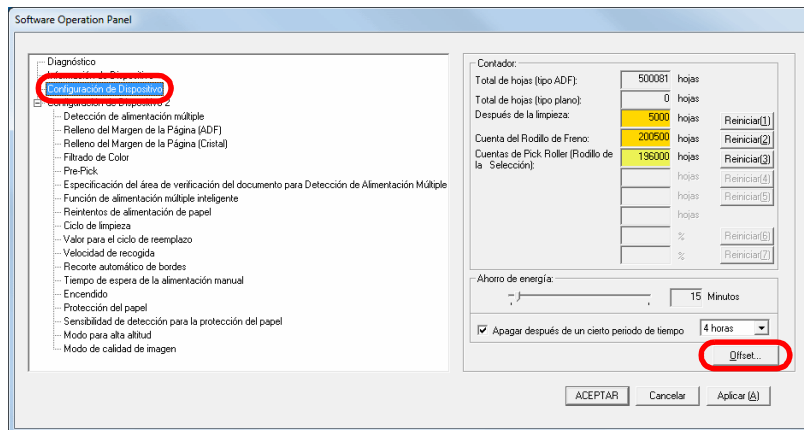 Software Operation Panel
Diagnóstico
Información de Dispositivo
Configuración de Dispositivo
Configuración de Dispositivo 2
Detección de alimentación múltiple
Relleno del Margen de la Página (ADF)
Relleno del Margen de la Página (Cristal)
Filtrado de Color
Pre-Pick
Especificación del área de verificación del documento para Detección de Alimentación Múltiple
Función de alimentación múltiple inteligente
Reintentos de alimentación de papel
Ciclo de limpieza
Valor para el ciclo de reemplazo
Velocidad de recogida
Recorte automático de bordes
Tiempo de espera de la alimentación manual
Encendido
Protección del papel
Sensibilidad de detección para la protección del papel
Modo para alta altitud
Modo de calidad de imagen
Contador:
Total de hojas (tipo ADF): 500081 hojas
Total de hojas (tipo plano): 0 hojas
Después de la limpieza: 5000 hojas Reiniciar(1)
Cuenta del Rodillo de Freno: 200500 hojas Reiniciar(2)
Cuentas de Pick Roller (Rodillo de 196000 hojas Reiniciar(3)
la Selección):
hojas Reiniciar(4)
hojas Reiniciar(5)
hojas
% Reiniciar(6)
% Reiniciar(7)
Ahorro de energía:
15 Minutos
Apagar después de un cierto periodo de tiempo 4 horas
Offset...
ACEPTAR Cancelar Aplicar (A)